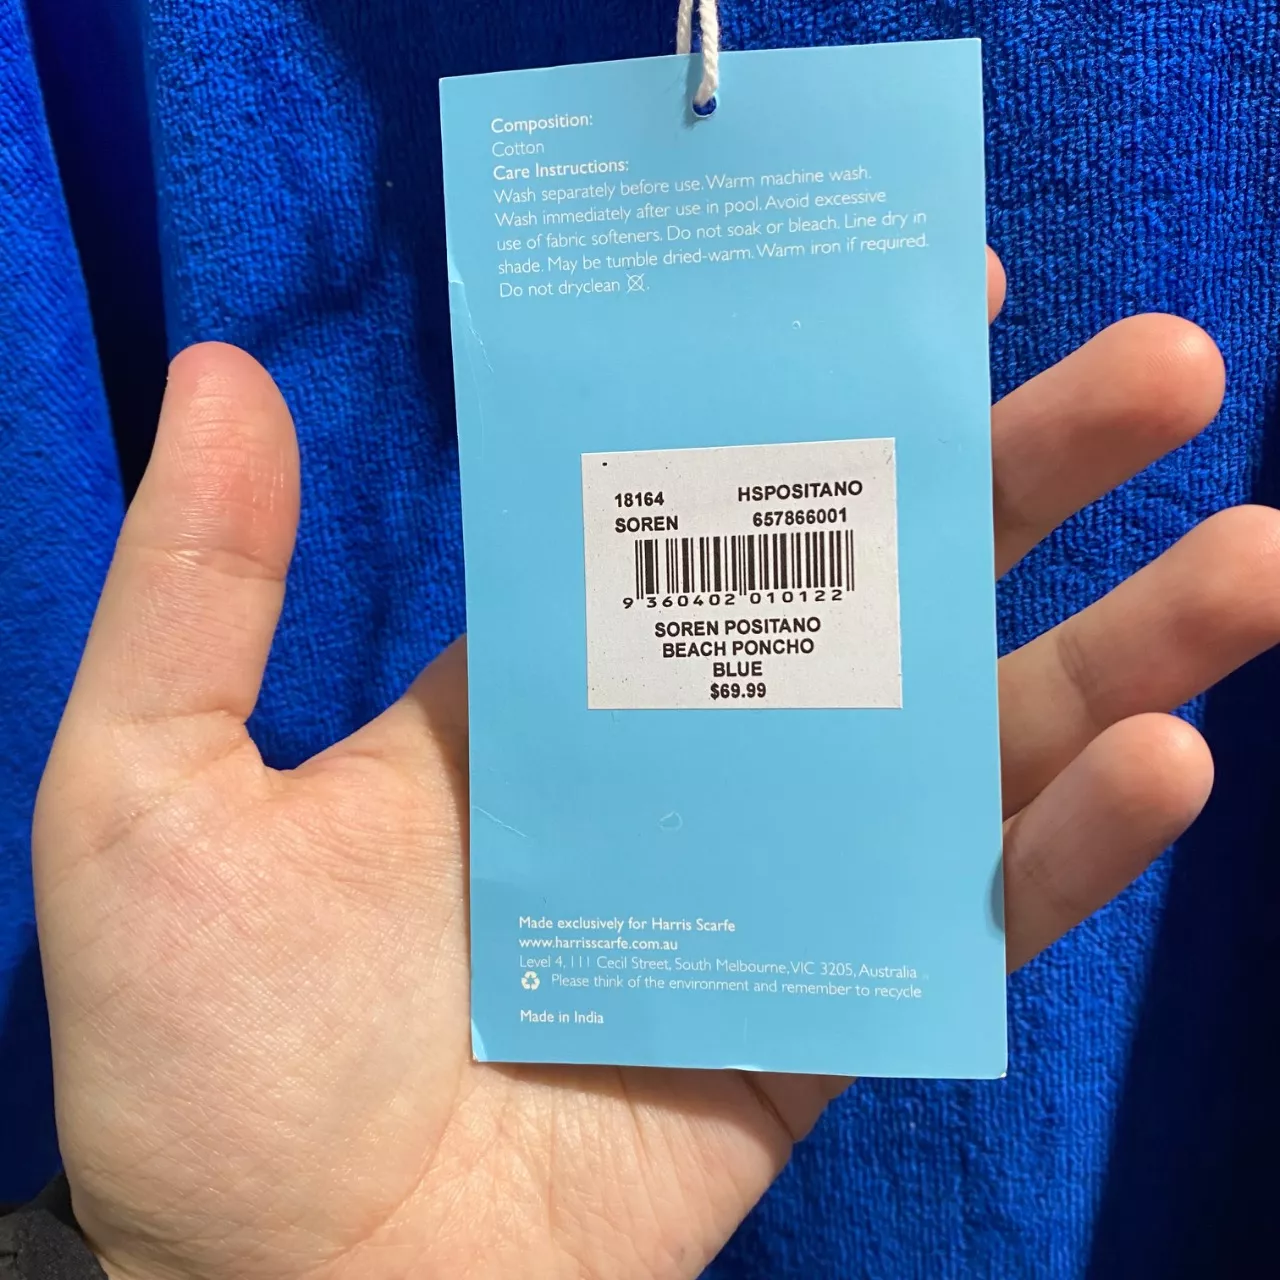 Composition:
Cotton
Care Instructions:
Wash separately before use. Warm machine wash.
Wash immediately after use in pool. Avoid excessive
use of fabric softeners. Do not soak or bleach. Line dry in
shade. May be tumble dried-warm. Warm iron if required.
Do not dryclean.
18164 HSPOSITANO
SOREN 657866001
9 360402 010122
SOREN POSITANO
BEACH PONCHO
BLUE
$69.99
Made exclusively for Harris Scarfe
www.harrisscarfe.com.au
Level 4, 111 Cecil Street, South Melbourne, VIC 3205, Australia
Please think of the environment and remember to recycle
Made in India